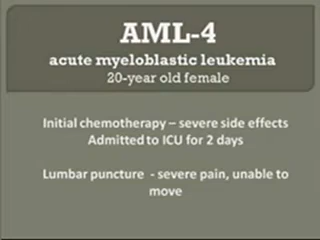 AML-4
acute myeloblastic leukemia
20-year old female
Initial chemotherapy – severe side effects
Admitted to ICU for 2 days
Lumbar puncture - severe pain, unable to
move